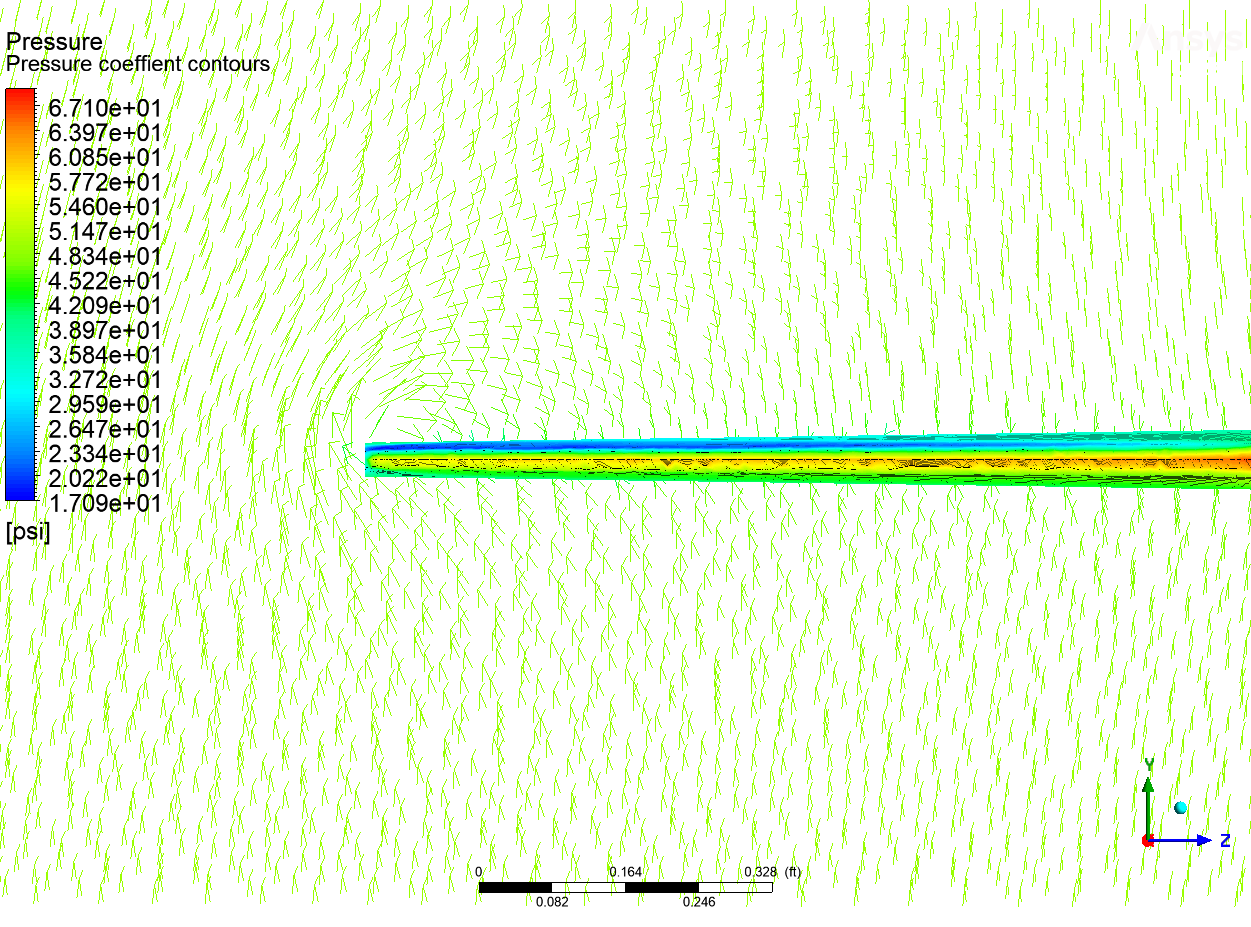 Ansys
Pressure
Pressure coeffient contours
6.710e+01
6.397e+01
6.085e+01
5.772e+01
5.460e+01
5.147e+01
4.834e+01
4.522e+01
4.209e+01
3.897e+01
3.584e+01
3.272e+01
2.959e+01
2.647e+01
2.334e+01
2.022e+01
1.709e+01
[psi]
Y
Z
0 0.164 0.328 (ft)
0.082 0.246